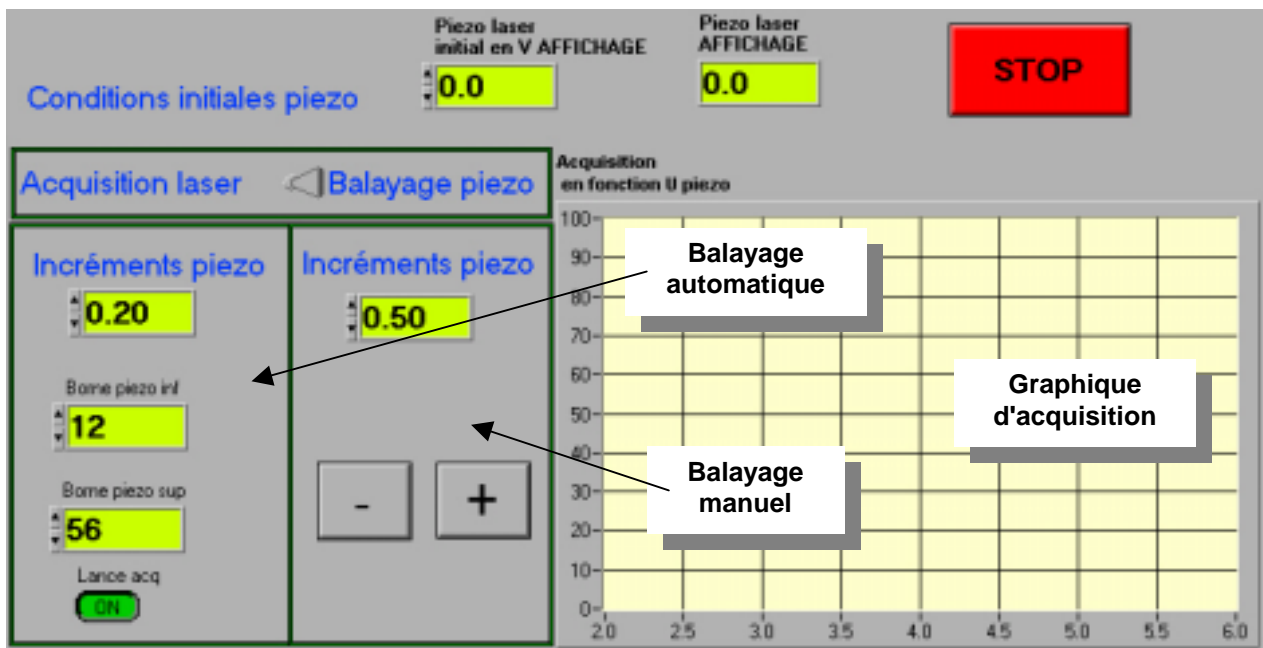 Piezo laser
initial en V AFFICHAGE
0.0
Piezo laser
AFFICHAGE
0.0
STOP
Conditions initiales piezo
Acquisition laser
Balayage piezo
Acquisition
en fonction U piezo
Incréments piezo
0.20
Borne piezo inf
12
Borne piezo sup
56
Lance acq
ON
Incréments piezo
0.50
-
+
Balayage
automatique
Graphique
d'acquisition
Balayage
manuel
100
90
80
70
60
50
40
30
20
10
0
2.0 2.5 3.0 3.5 4.0 4.5 5.0 5.5 6.0